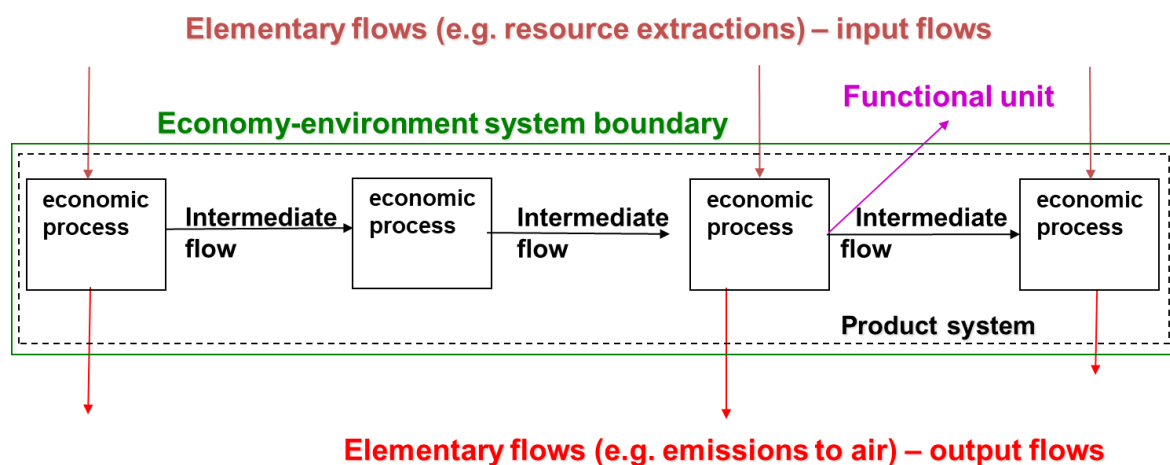 Elementary flows (e.g. resource extractions) – input flows
Functional unit
Economy-environment system boundary
economic
process
Intermediate
flow
economic
process
Intermediate
flow
economic
process
Intermediate
flow
economic
process
Product system
Elementary flows (e.g. emissions to air) – output flows